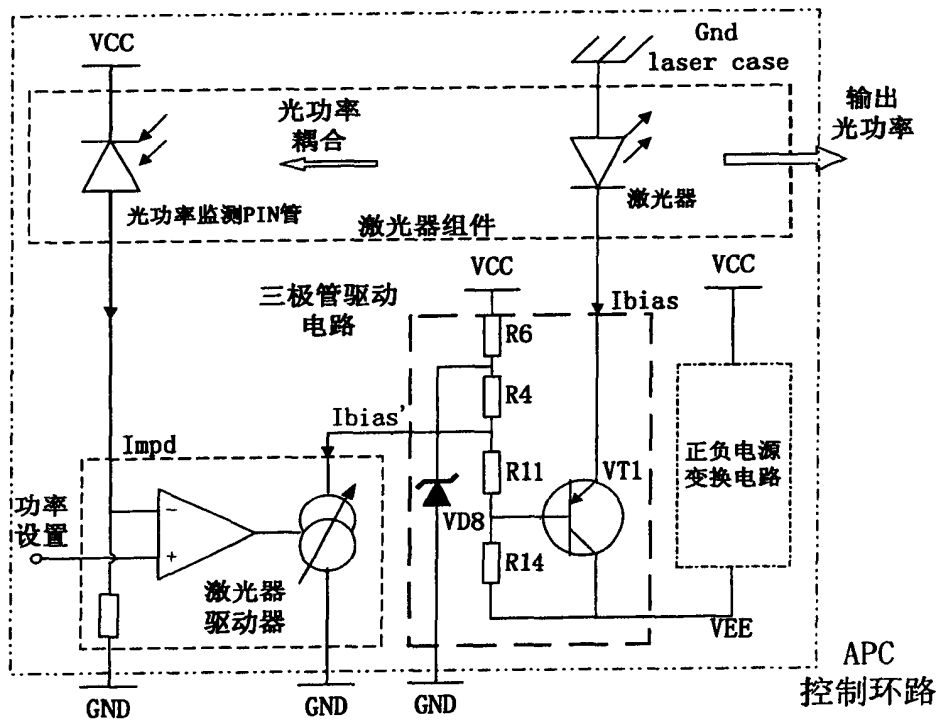 VCC
Gnd
laser case
光功率
耦合
输出
光功率
光功率监测PIN管
激光器
激光器组件
三极管驱动
电路
VCC
Ibias
VCC
R6
R4
Ibias'
Impd
R11
VT1
正负电源
变换电路
功率
设置
−
+
VD8
R14
激光器
驱动器
VEE
GND
GND
GND
APC
控制环路